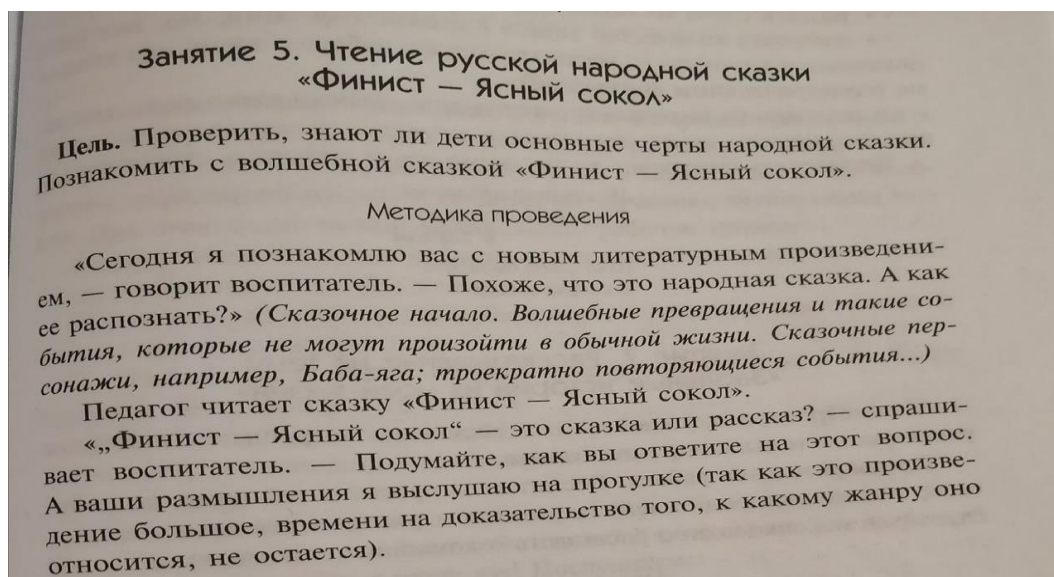 Занятие 5. Чтение русской народной сказки
«Финист — Ясный сокол»
Цель. Проверить, знают ли дети основные черты народной сказки.
Познакомить с волшебной сказкой «Финист — Ясный сокол».
Методика проведения
«Сегодня я познакомлю вас с новым литературным произведени-
ем, — говорит воспитатель. — Похоже, что это народная сказка. А как
ее распознать?» (Сказочное начало. Волшебные превращения и такие со-
бытия, которые не могут произойти в обычной жизни. Сказочные пер-
сонажи, например, Баба-яга; троекратно повторяющиеся события...)
Педагог читает сказку «Финист — Ясный сокол».
«„Финист — Ясный сокол“ — это сказка или рассказ? — спраши-
вает воспитатель. — Подумайте, как вы ответите на этот вопрос.
А ваши размышления я выслушаю на прогулке (так как это произве-
дение большое, времени на доказательство того, к какому жанру оно
относится, не остается).